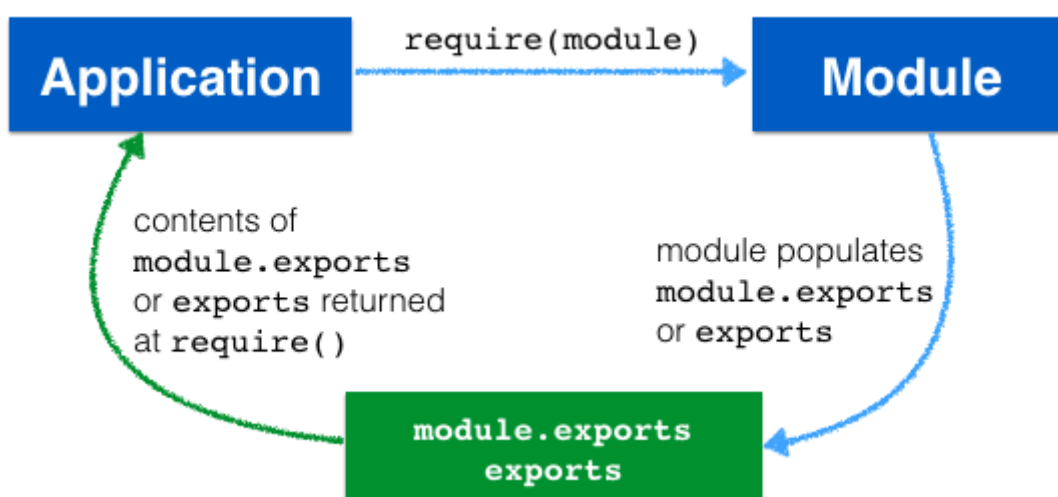 require(module)
Application
Module
contents of
module.exports
or exports returned
at require()
module populates
module.exports
or exports
module.exports
exports